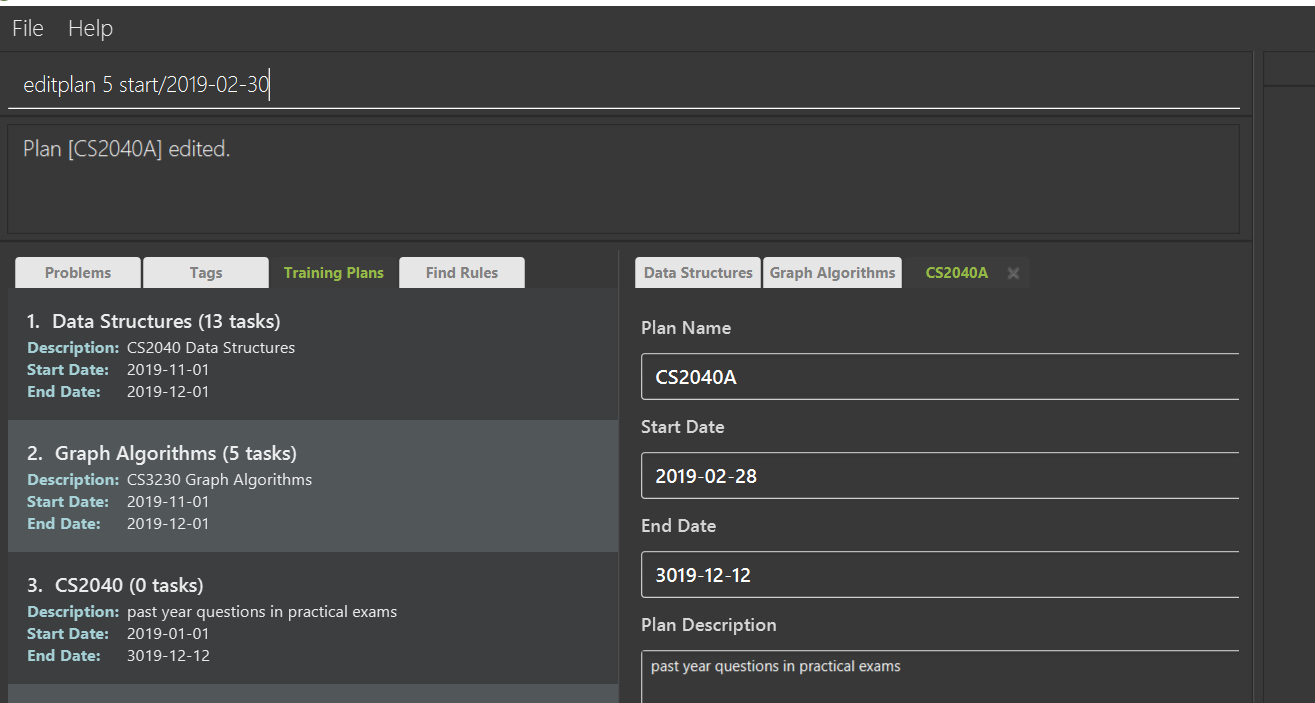 File Help
editplan 5 start/2019-02-30
Plan [CS2040A] edited.
Problems Tags Training Plans Find Rules
1. Data Structures (13 tasks)
Description: CS2040 Data Structures
Start Date: 2019-11-01
End Date: 2019-12-01
2. Graph Algorithms (5 tasks)
Description: CS3230 Graph Algorithms
Start Date: 2019-11-01
End Date: 2019-12-01
3. CS2040 (0 tasks)
Description: past year questions in practical exams
Start Date: 2019-01-01
End Date: 3019-12-12
Data Structures Graph Algorithms CS2040A
Plan Name
CS2040A
Start Date
2019-02-28
End Date
3019-12-12
Plan Description
past year questions in practical exams